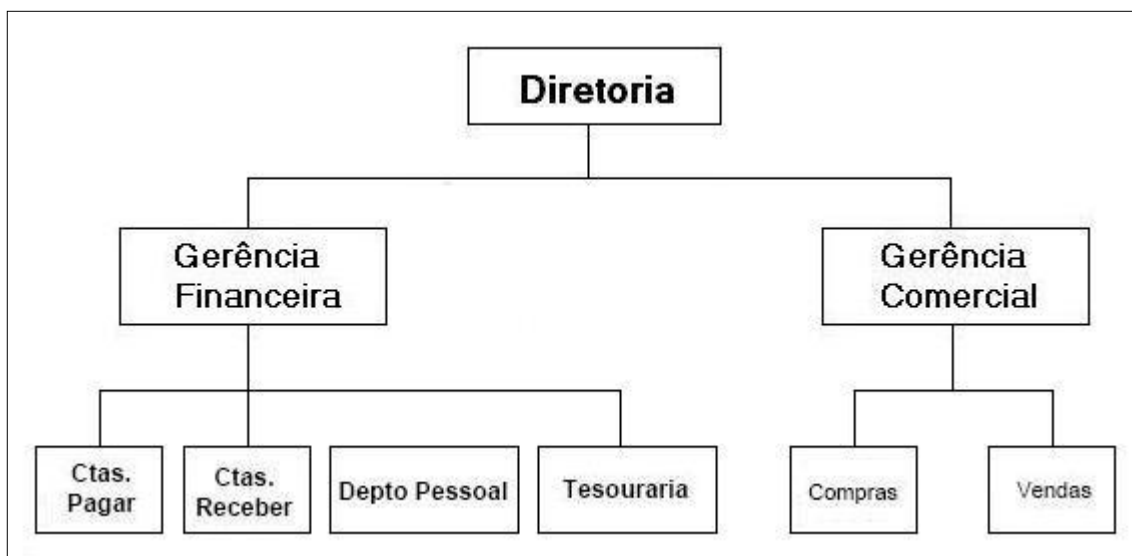 Diretoria
Gerência
Financeira
Gerência
Comercial
Ctas.
Pagar
Ctas.
Receber
Depto Pessoal
Tesouraria
Compras
Vendas